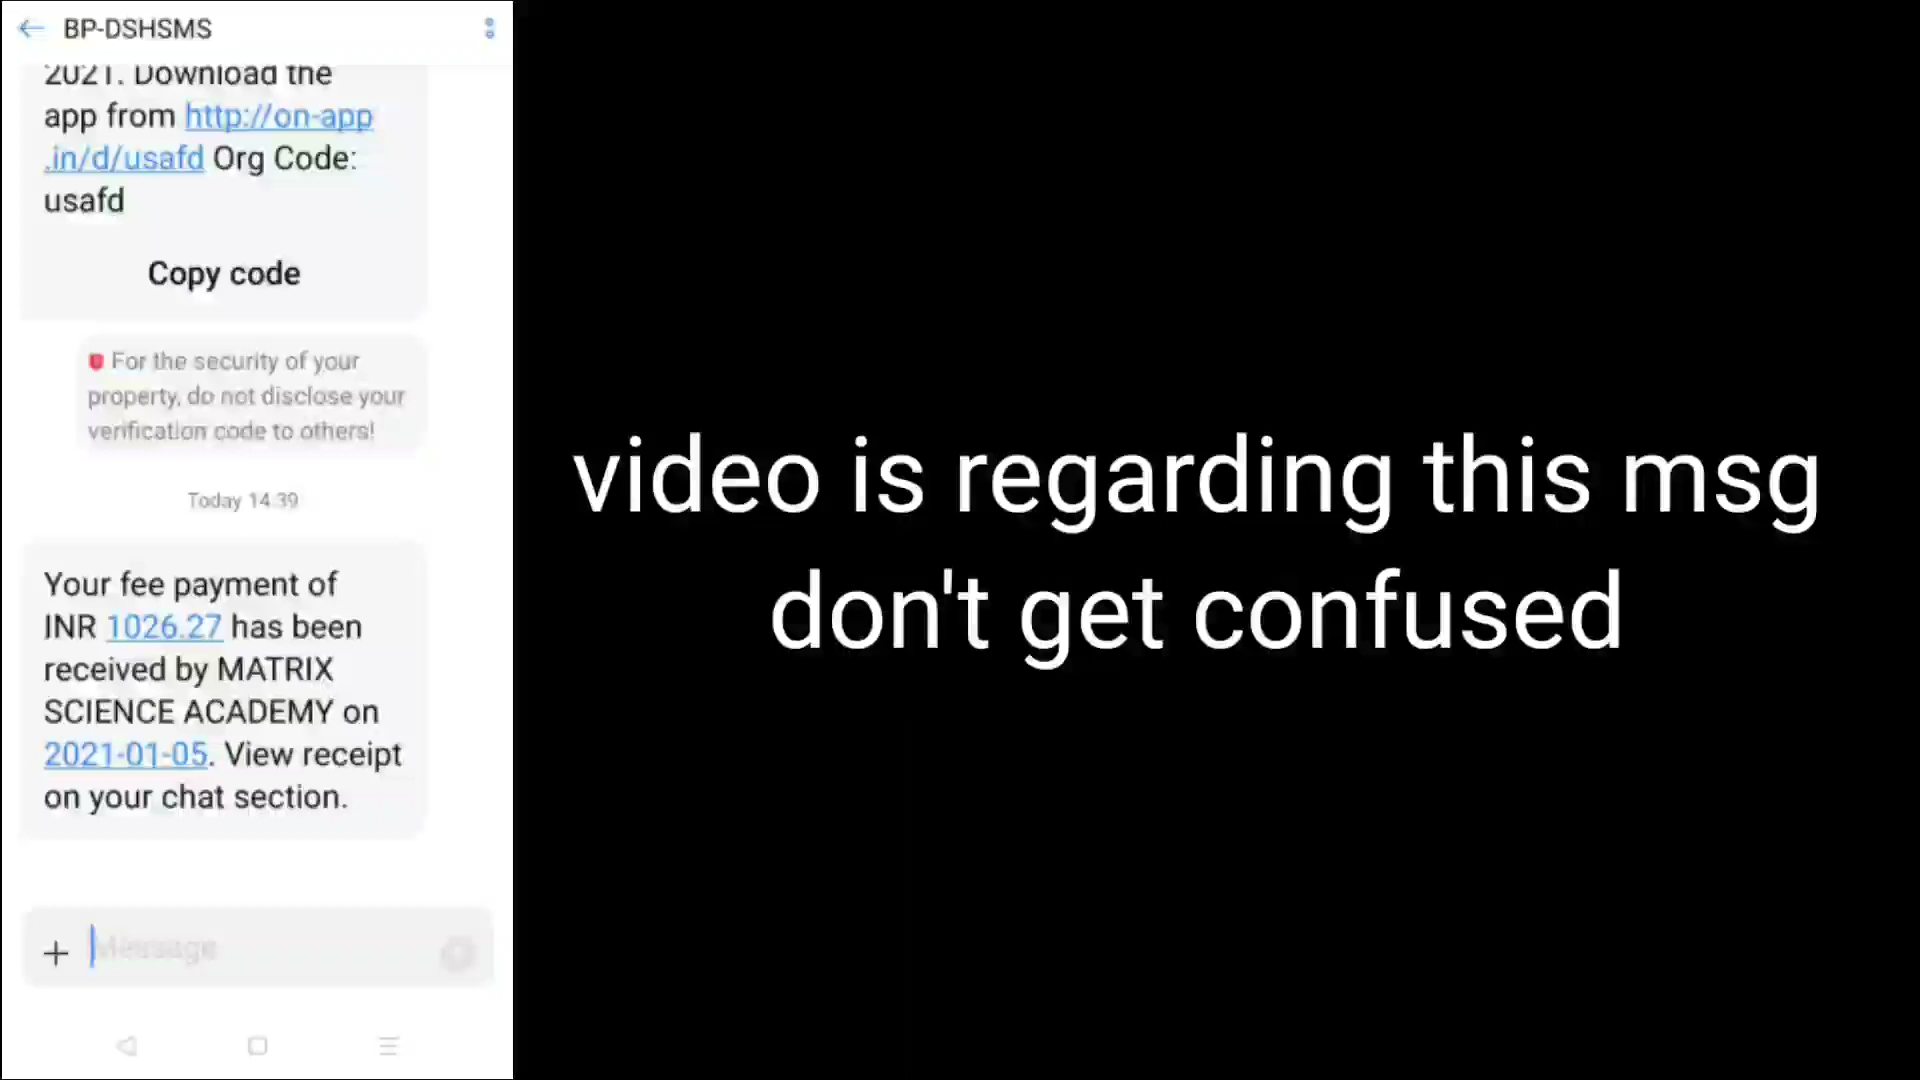 BP-DSHSMS
2021. Download the
app from http://on-app
.in/d/usafd Org Code:
usafd
Copy code
For the security of your
property, do not disclose your
verification code to others!
Today 14:39
Your fee payment of
INR 1026.27 has been
received by MATRIX
SCIENCE ACADEMY on
2021-01-05. View receipt
on your chat section.
Message
video is regarding this msg
don't get confused